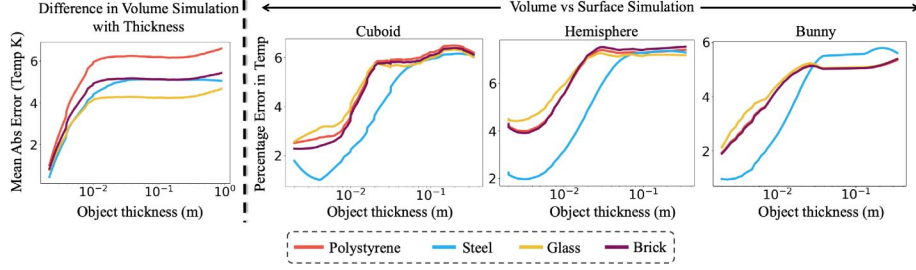 Difference in Volume Simulation
with Thickness
Volume vs Surface Simulation
Mean Abs Error (Temp K)
6
4
2
10⁻² 10⁻¹ 10⁰
Object thickness (m)
Cuboid
Percentage Error in Temp
6
4
2
10⁻² 10⁻¹
Object thickness (m)
Hemisphere
6
4
2
10⁻² 10⁻¹
Object thickness (m)
Bunny
6
4
2
10⁻² 10⁻¹
Object thickness (m)
Polystyrene Steel Glass Brick